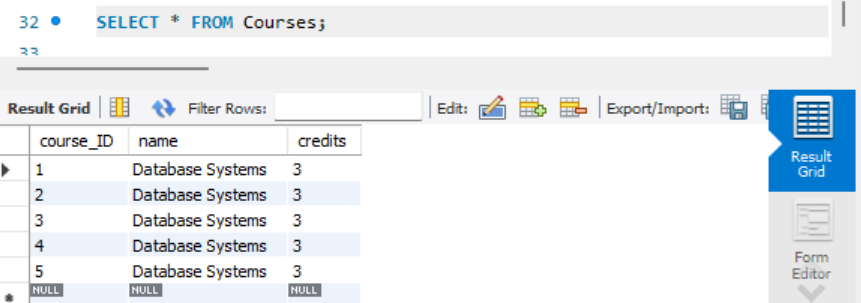 32 SELECT * FROM Courses;
33
Result Grid Filter Rows: Edit: Export/Import:
course_ID name credits
1 Database Systems 3
2 Database Systems 3
3 Database Systems 3
4 Database Systems 3
5 Database Systems 3
NULL NULL NULL
Result
Grid
Form
Editor